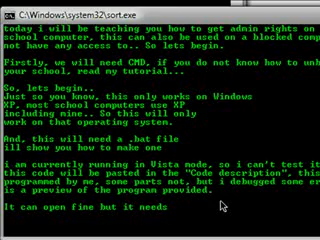 C:\Windows\system32\sort.exe
today i will be teaching you how to get admin rights on
school computer, this can also be used on a blocked comp
not have any access to.. So lets begin.
Firstly, we will need CMD, if you do not know how to unb
your school, read my tutorial...
So, lets begin..
Just so you know, this only works on Windows
XP, most school computers use XP
including mine.. So this will only
work on that operating system.
And, this will need a .bat file
ill show you how to make one
i am currently running in Vista mode, so i can't test it
this code will be pasted in the "Code description", this
programmed by me, some parts not, but i debugged some er
is a preview of the program provided.
It can open fine but it needs